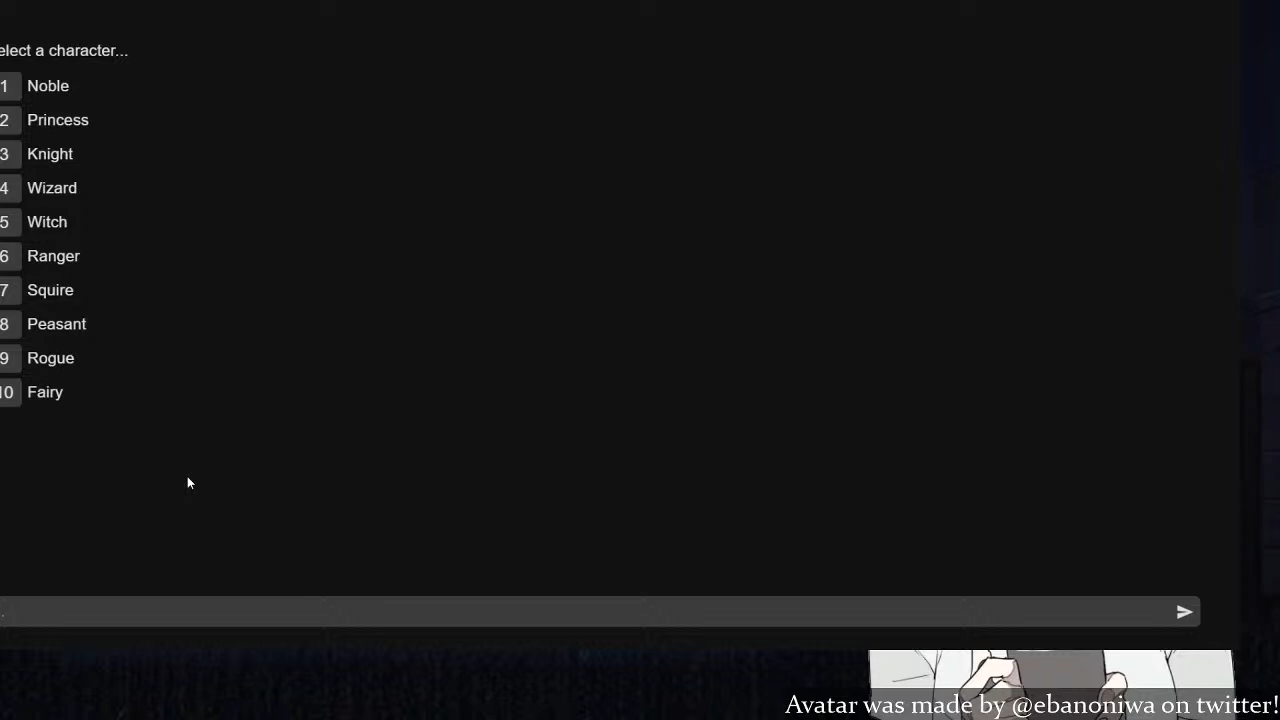 elect a character...
1 Noble
2 Princess
3 Knight
4 Wizard
5 Witch
6 Ranger
7 Squire
8 Peasant
9 Rogue
10 Fairy
Avatar was made by @ebanoniwa on twitter!